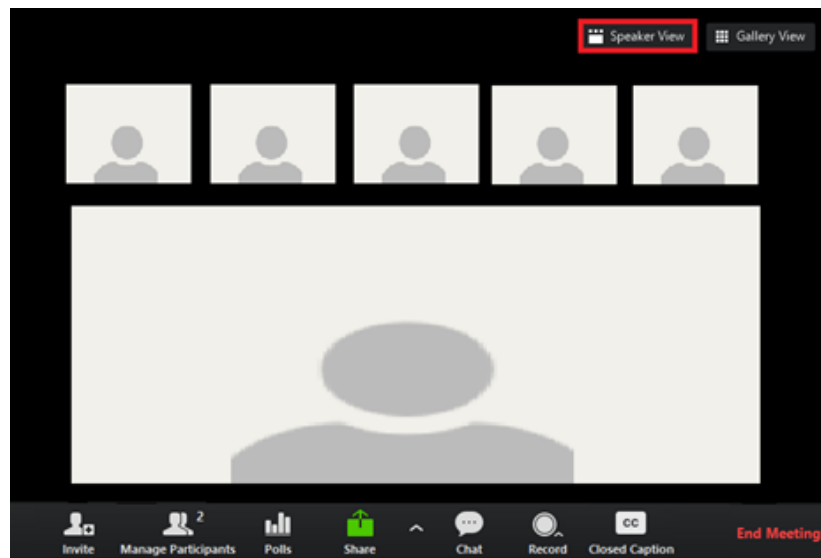 Speaker View
Gallery View
2
CC
Invite
Manage Participants
Polls
Share
Chat
Record
Closed Caption
End Meeting